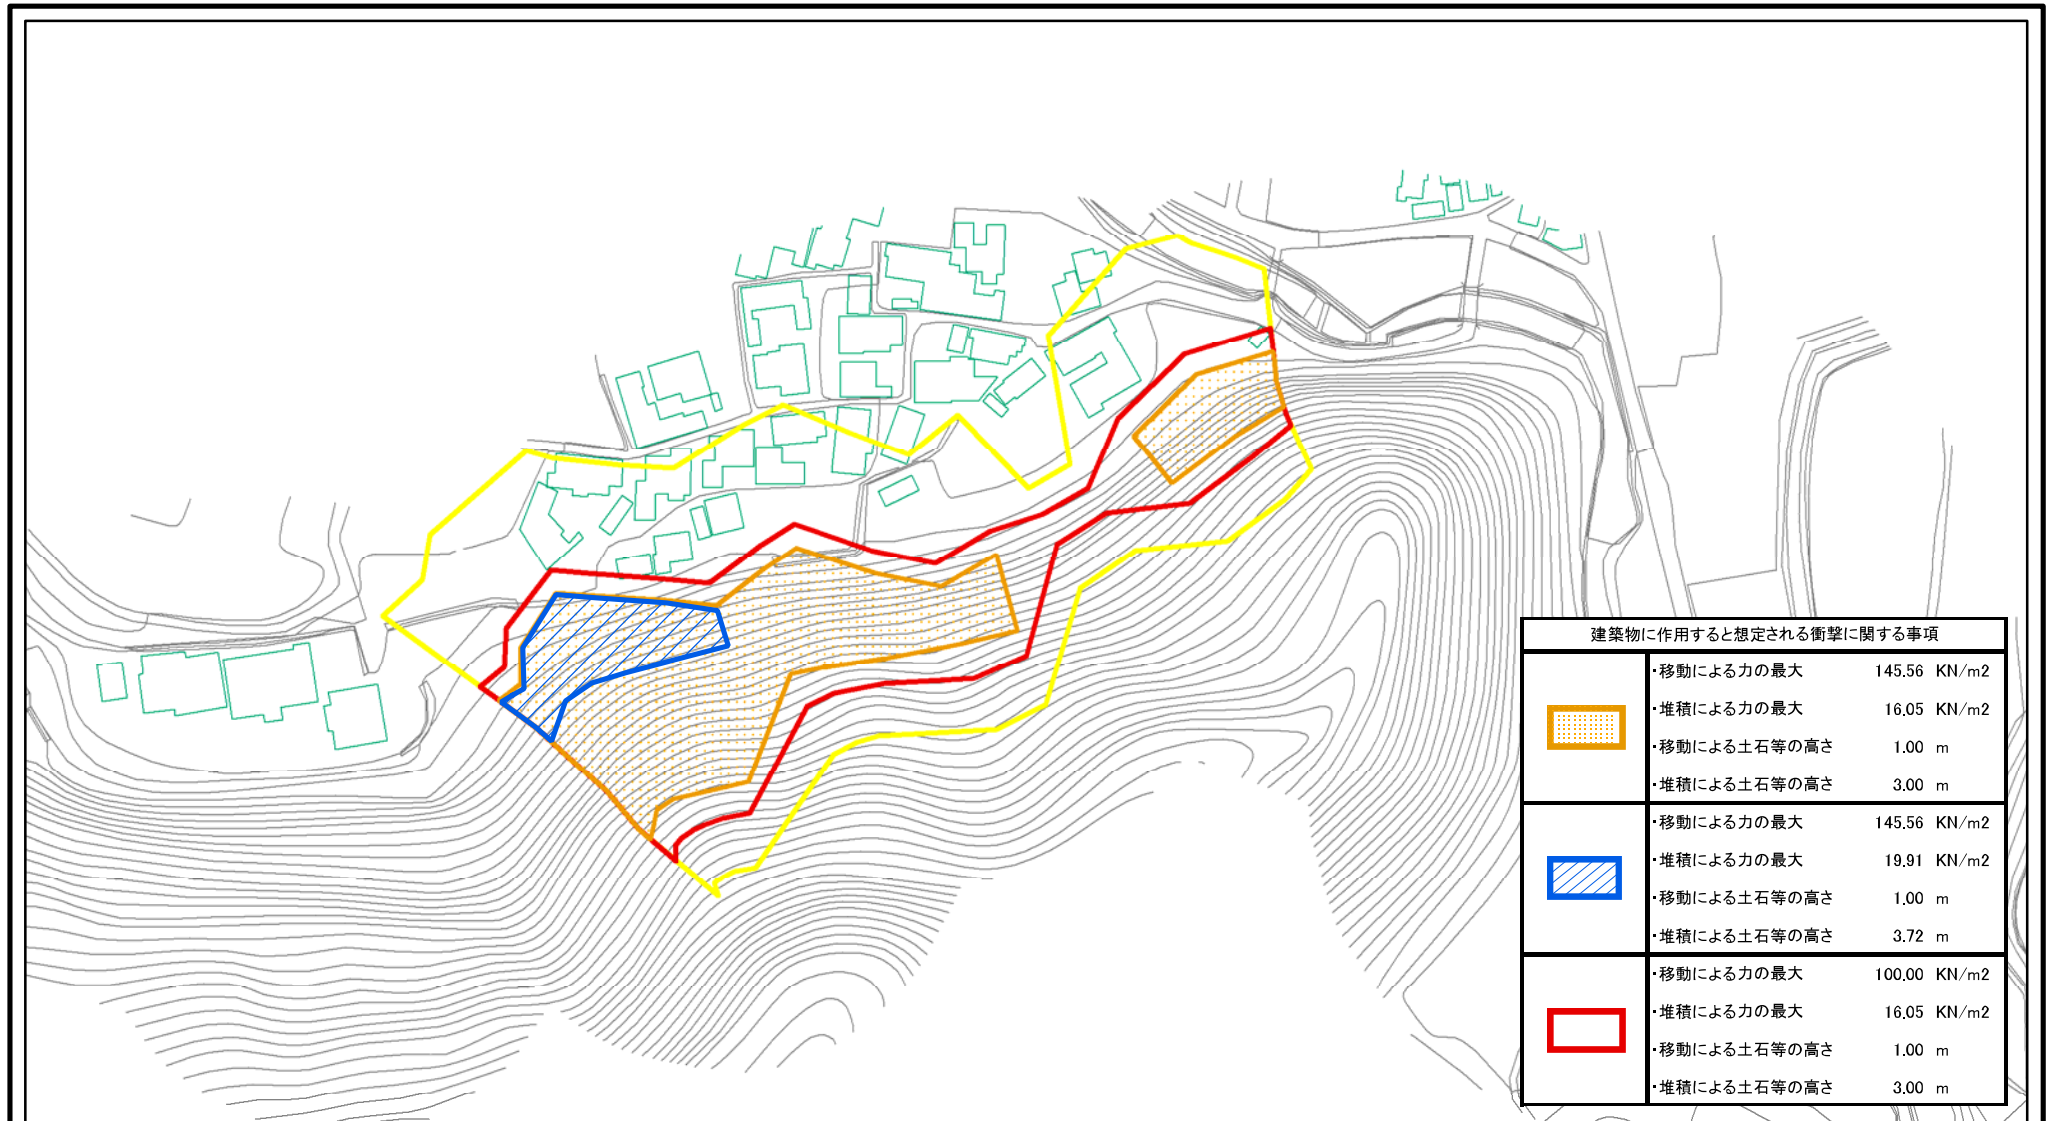 建築物に作用すると想定される衝撃に関する事項
・移動による力の最大 145.56 KN/m2
・堆積による力の最大 16.05 KN/m2
・移動による土石等の高さ 1.00 m
・堆積による土石等の高さ 3.00 m
・移動による力の最大 145.56 KN/m2
・堆積による力の最大 19.91 KN/m2
・移動による土石等の高さ 1.00 m
・堆積による土石等の高さ 3.72 m
・移動による力の最大 100.00 KN/m2
・堆積による力の最大 16.05 KN/m2
・移動による土石等の高さ 1.00 m
・堆積による土石等の高さ 3.00 m